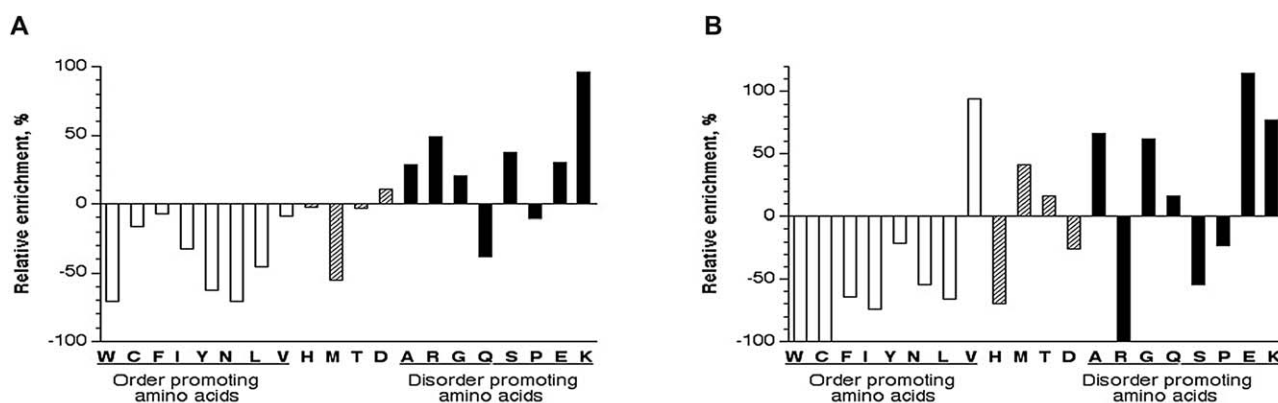 A
Relative enrichment, %
100
50
0
-50
-100
W C F I Y N L V H M T D A R G Q S P E K
Order promoting
amino acids
Disorder promoting
amino acids
B
Relative enrichment, %
100
50
0
-50
-100
W C F I Y N L V H M T D A R G Q S P E K
Order promoting
amino acids
Disorder promoting
amino acids